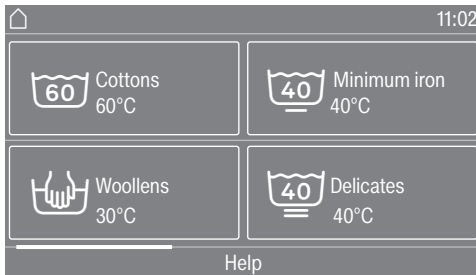 11:02
60
Cottons
60°C
40
Minimum iron
40°C
Woollens
30°C
40
Delicates
40°C
Help